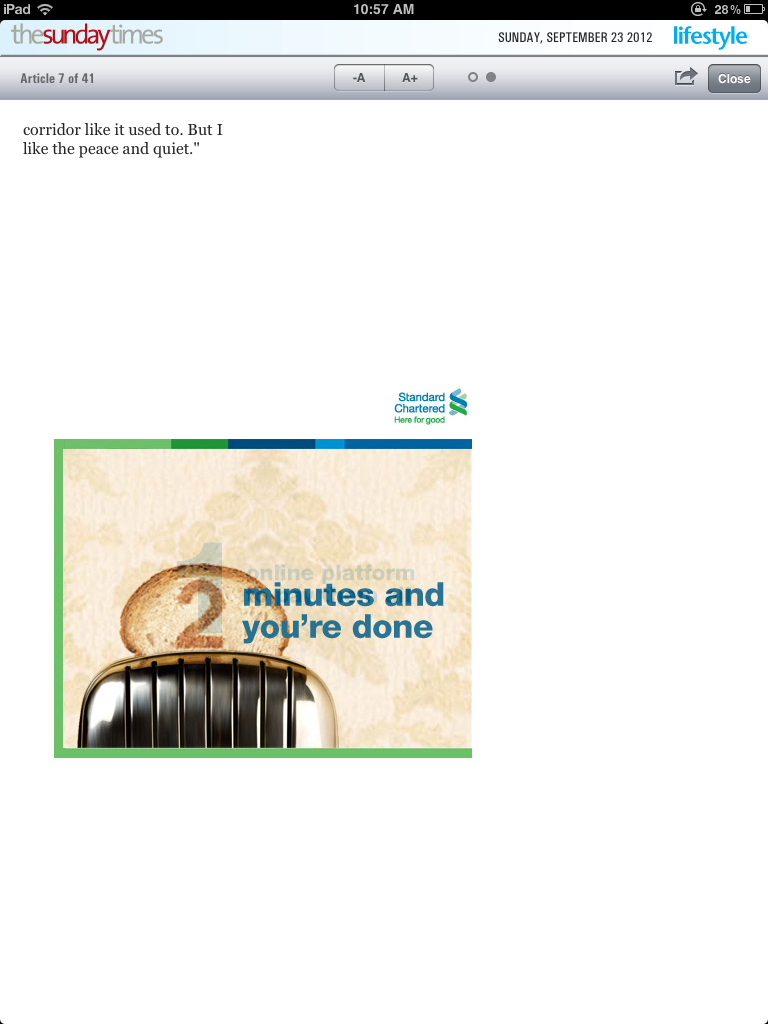 iPad
10:57 AM
28%
thesundaytimes
SUNDAY, SEPTEMBER 23 2012
lifestyle
Article 7 of 41
-A
A+
Close
corridor like it used to. But I
like the peace and quiet."
Standard
Chartered
Here for good
1
online platform
2
minutes and
you're done